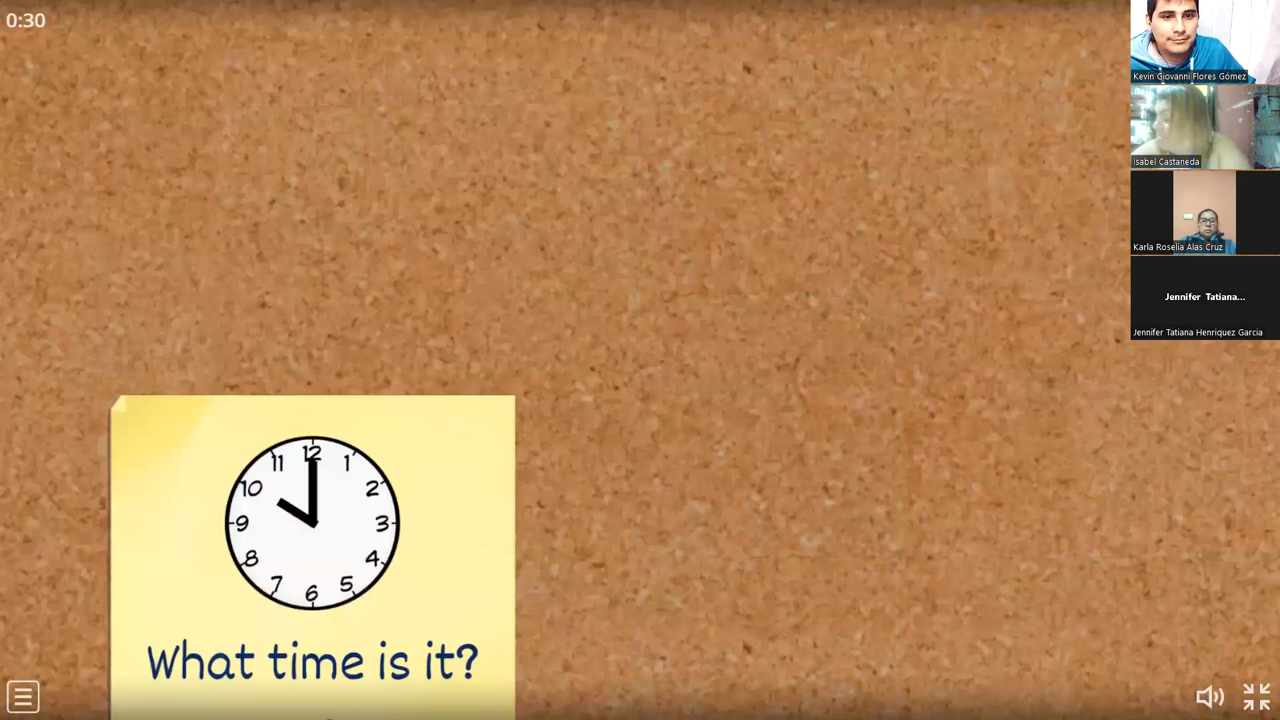 0:30
Kevin Giovanni Flores Gómez
Isabel Castaneda
Karla Roselia Alas Cruz
Jennifer Tatiana...
Jennifer Tatiana Henriquez Garcia
12
11 1
10 2
9 3
8 4
7 5
6
What time is it?